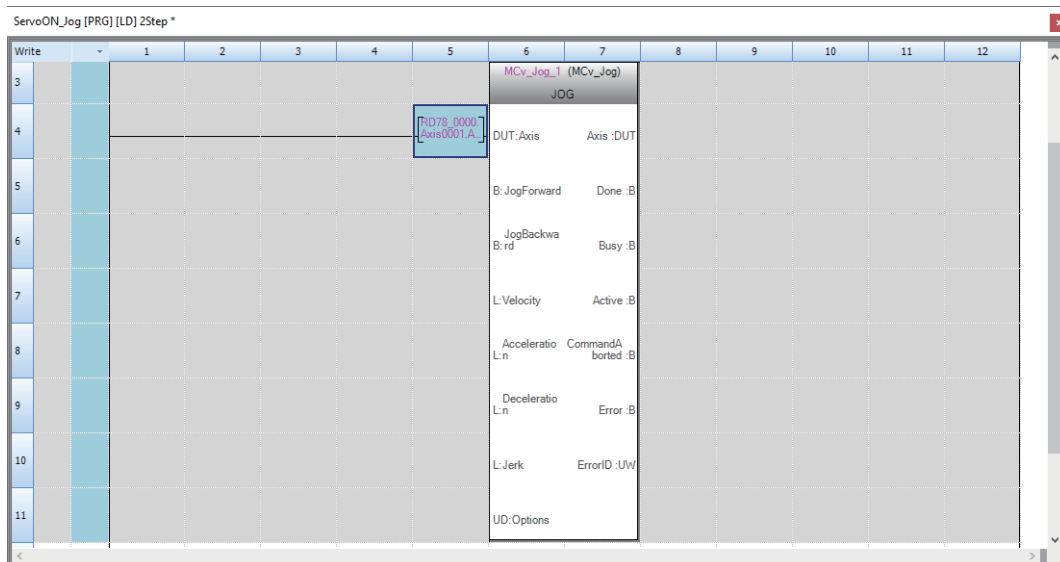 ServoON_Jog [PRG] [LD] 2Step *
Write 1 2 3 4 5 6 7 8 9 10 11 12
3
MCv_Jog_1 (MCv_Jog)
JOG
4
RD78_0000.
Axis0001.A..
DUT:Axis Axis :DUT
5
B:JogForward Done :B
6
JogBackwa
B:rd Busy :B
7
L:Velocity Active :B
8
Acceleratio CommandA
L:n borted :B
9
Deceleratio
L:n Error :B
10
L:Jerk ErrorID :UW
11
UD:Options